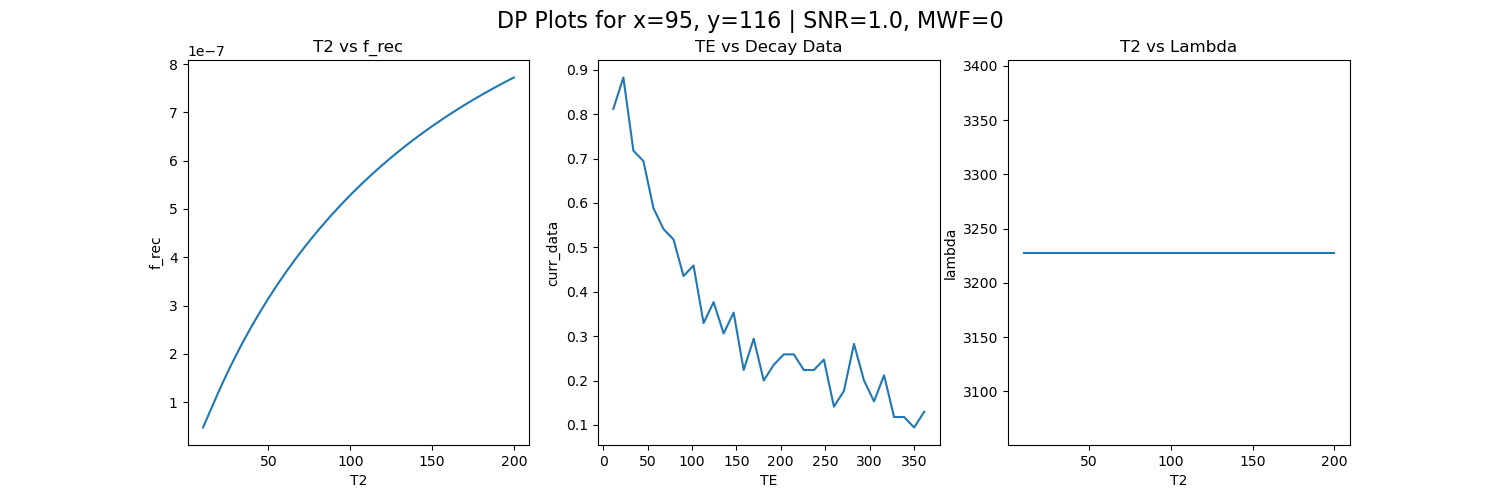 DP Plots for x=95, y=116 | SNR=1.0, MWF=0
T2 vs f_rec
1e−7
8
7
6
5
4
3
2
1
f_rec
50 100 150 200
T2
TE vs Decay Data
0.9
0.8
0.7
0.6
0.5
0.4
0.3
0.2
0.1
curr_data
0 50 100 150 200 250 300 350
TE
T2 vs Lambda
3400
3350
3300
3250
3200
3150
3100
lambda
50 100 150 200
T2